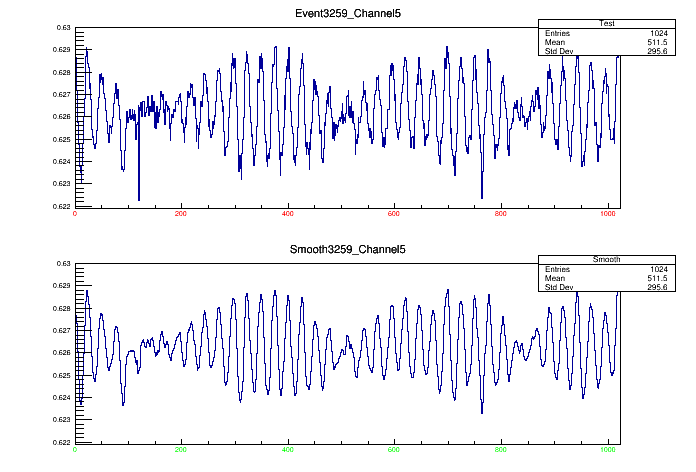 Event3259_Channel5
Test
Entries 1024
Mean 511.5
Std Dev 295.6
0.63
0.629
0.628
0.627
0.626
0.625
0.624
0.623
0.622
0 200 400 600 800 1000
Smooth3259_Channel5
Smooth
Entries 1024
Mean 511.5
Std Dev 295.6
0.63
0.629
0.628
0.627
0.626
0.625
0.624
0.623
0.622
0 200 400 600 800 1000